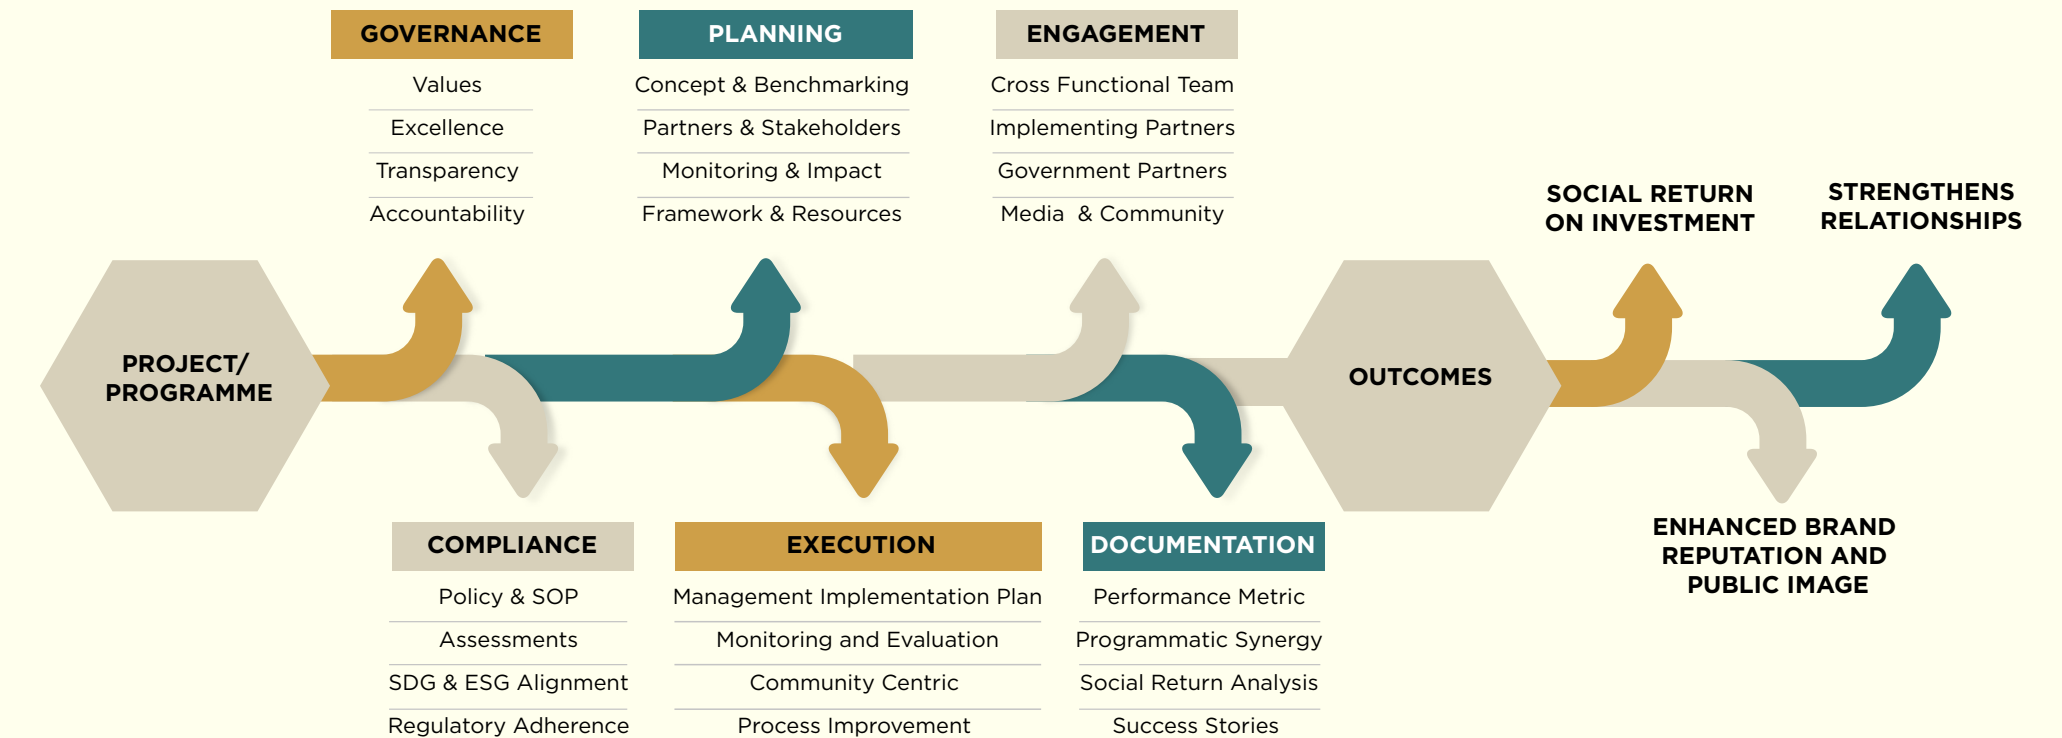 GOVERNANCE
Values
Excellence
Transparency
Accountability
PLANNING
Concept & Benchmarking
Partners & Stakeholders
Monitoring & Impact
Framework & Resources
ENGAGEMENT
Cross Functional Team
Implementing Partners
Government Partners
Media & Community
PROJECT/
PROGRAMME
COMPLIANCE
Policy & SOP
Assessments
SDG & ESG Alignment
Regulatory Adherence
EXECUTION
Management Implementation Plan
Monitoring and Evaluation
Community Centric
Process Improvement
DOCUMENTATION
Performance Metric
Programmatic Synergy
Social Return Analysis
Success Stories
OUTCOMES
SOCIAL RETURN
ON INVESTMENT
STRENGTHENS
RELATIONSHIPS
ENHANCED BRAND
REPUTATION AND
PUBLIC IMAGE